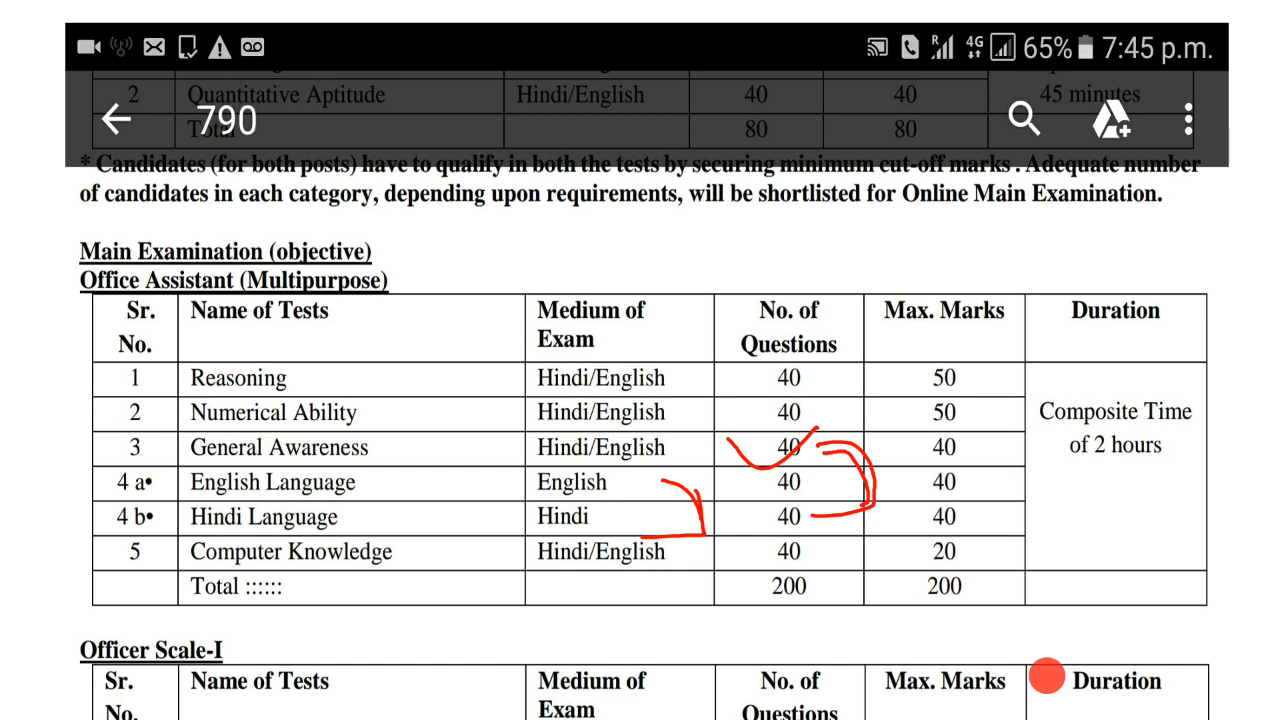 R 4G 65% 7:45 p.m.
2 Quantitative Aptitude Hindi/English 40 40 45 minutes
790
Total 80 80
* Candidates (for both posts) have to qualify in both the tests by securing minimum cut-off marks . Adequate number
of candidates in each category, depending upon requirements, will be shortlisted for Online Main Examination.
Main Examination (objective)
Office Assistant (Multipurpose)
Sr. No. Name of Tests Medium of Exam No. of Questions Max. Marks Duration
1 Reasoning Hindi/English 40 50 Composite Time of 2 hours
2 Numerical Ability Hindi/English 40 50
3 General Awareness Hindi/English 40 40
4 a• English Language English 40 40
4 b• Hindi Language Hindi 40 40
5 Computer Knowledge Hindi/English 40 20
Total :::::: 200 200
Officer Scale-I
Sr. No. Name of Tests Medium of Exam No. of Questions Max. Marks Duration